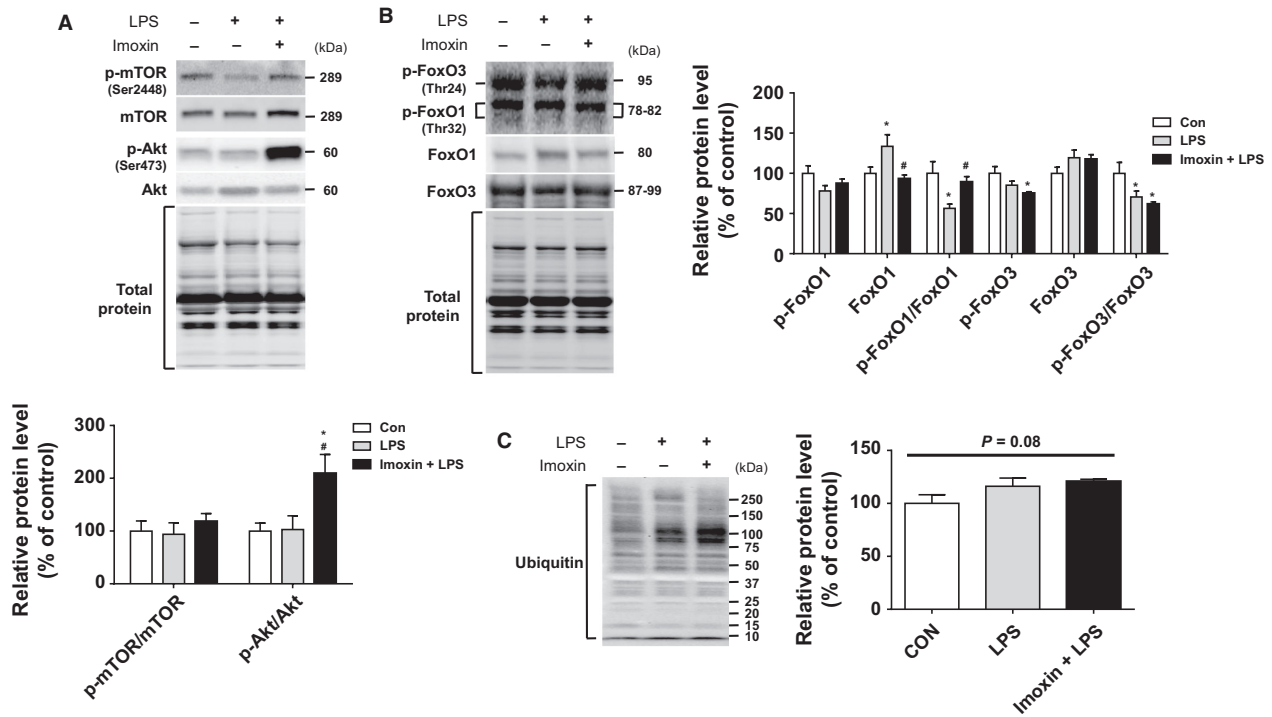 A
LPS – + +
Imoxin – – + (kDa)
p-mTOR
(Ser2448)
289
mTOR
289
p-Akt
(Ser473)
60
Akt
60
Total
protein
B
LPS – + +
Imoxin – – + (kDa)
p-FoxO3
(Thr24)
95
p-FoxO1
(Thr32)
78-82
FoxO1
80
FoxO3
87-99
Total
protein
Relative protein level
(% of control)
200
150
100
50
0
* # * # * * *
Con
LPS
Imoxin + LPS
p-FoxO1
FoxO1
p-FoxO1/FoxO1
p-FoxO3
FoxO3
p-FoxO3/FoxO3
Relative protein level
(% of control)
300
200
100
0
*
#
Con
LPS
Imoxin + LPS
p-mTOR/mTOR
p-Akt/Akt
C
LPS – + +
Imoxin – – + (kDa)
Ubiquitin
250
150
100
75
50
37
25
20
15
10
Relative protein level
(% of control)
150
100
50
0
P = 0.08
CON
LPS
Imoxin + LPS